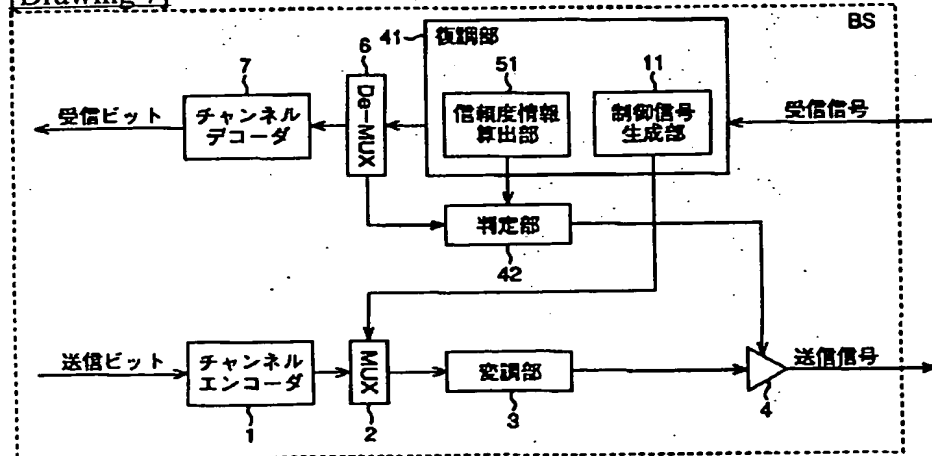 [Drawing 7]
BS
41
復調部
6
51
11
7
De-MUX
受信ビット
チャンネル
デコーダ
信頼度情報
算出部
制御信号
生成部
受信信号
判定部
42
送信ビット
チャンネル
エンコーダ
MUX
変調部
送信信号
1
2
3
4